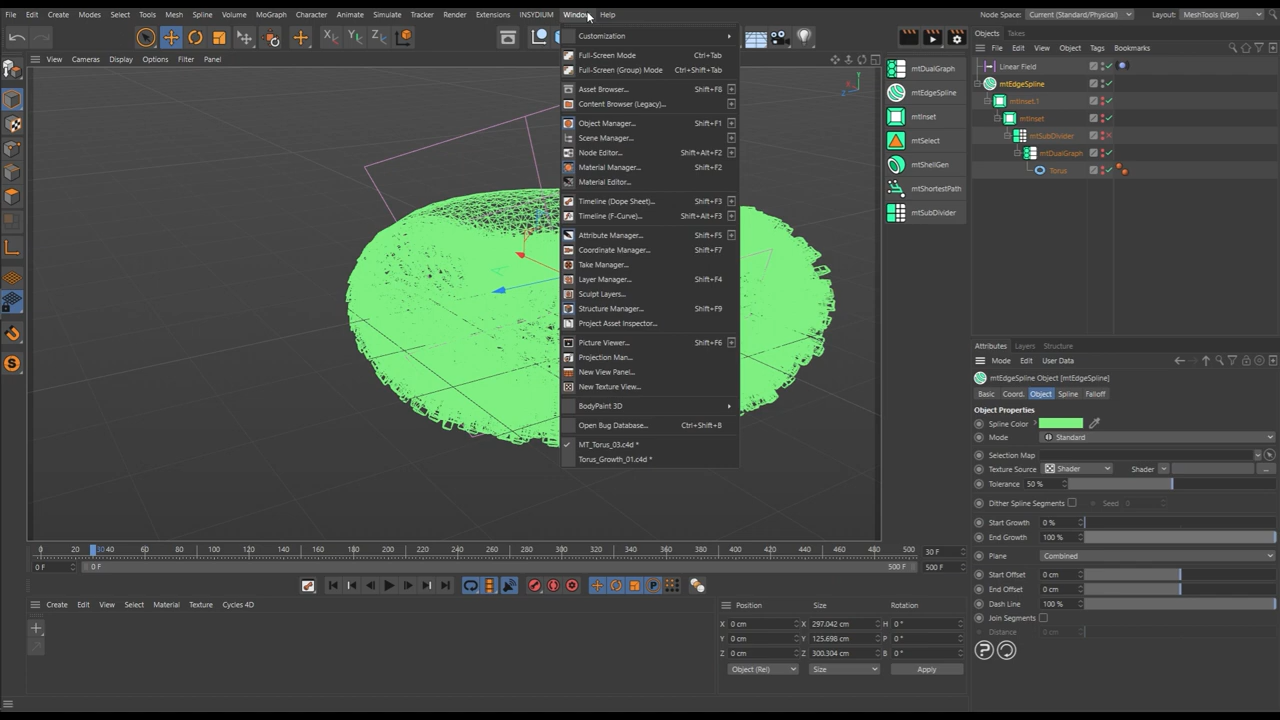 File Edit Create Modes Select Tools Mesh Spline Volume MoGraph Character Animate Simulate Tracker Render Extensions INSYDIUM Window Help
Node Space: Current (Standard/Physical) Layout: MeshTools (User)
Objects Takes
File Edit View Object Tags Bookmarks
View Cameras Display Options Filter Panel
Customization
Full-Screen Mode Ctrl+Tab
Full-Screen (Group) Mode Ctrl+Shift+Tab
Asset Browser... Shift+F8
Content Browser (Legacy)...
Object Manager... Shift+F1
Scene Manager...
Node Editor... Shift+Alt+F2
Material Manager... Shift+F2
Material Editor...
Timeline (Dope Sheet)... Shift+F3
Timeline (F-Curve)... Shift+Alt+F3
Attribute Manager... Shift+F5
Coordinate Manager... Shift+F7
Take Manager...
Layer Manager... Shift+F4
Sculpt Layers...
Structure Manager... Shift+F9
Project Asset Inspector...
Picture Viewer... Shift+F6
Projection Man...
New View Panel...
New Texture View...
BodyPaint 3D
Open Bug Database... Ctrl+Shift+B
MT_Torus_03.c4d *
Torus_Growth_01.c4d *
mtDualGraph
mtEdgeSpline
mtInset
mtSelect
mtShellGen
mtShortestPath
mtSubDivider
Linear Field
mtEdgeSpline
mtInset.1
mtInset
mtSubDivider
mtDualGraph
Torus
Y
Z
Attributes Layers Structure
Mode Edit User Data
mtEdgeSpline Object [mtEdgeSpline]
Basic Coord. Object Spline Falloff
Object Properties
Spline Color
Mode Standard
Selection Map
Texture Source Shader Shader ...
Tolerance 50 %
Dither Spline Segments Seed 0
Start Growth 0 %
End Growth 100 %
Plane Combined
Start Offset 0 cm
End Offset 0 cm
Dash Line 100 %
Join Segments
Distance 0 cm
0 20 30 40 60 80 100 120 140 160 180 200 220 240 260 280 300 320 340 360 380 400 420 440 460 480 500 30 F
0 F 0 F 500 F 500 F
Create Edit View Select Material Texture Cycles 4D
Position Size Rotation
X 0 cm X 297.042 cm H 0 °
Y 0 cm Y 125.698 cm P 0 °
Z 0 cm Z 300.304 cm B 0 °
Object (Rel) Size Apply